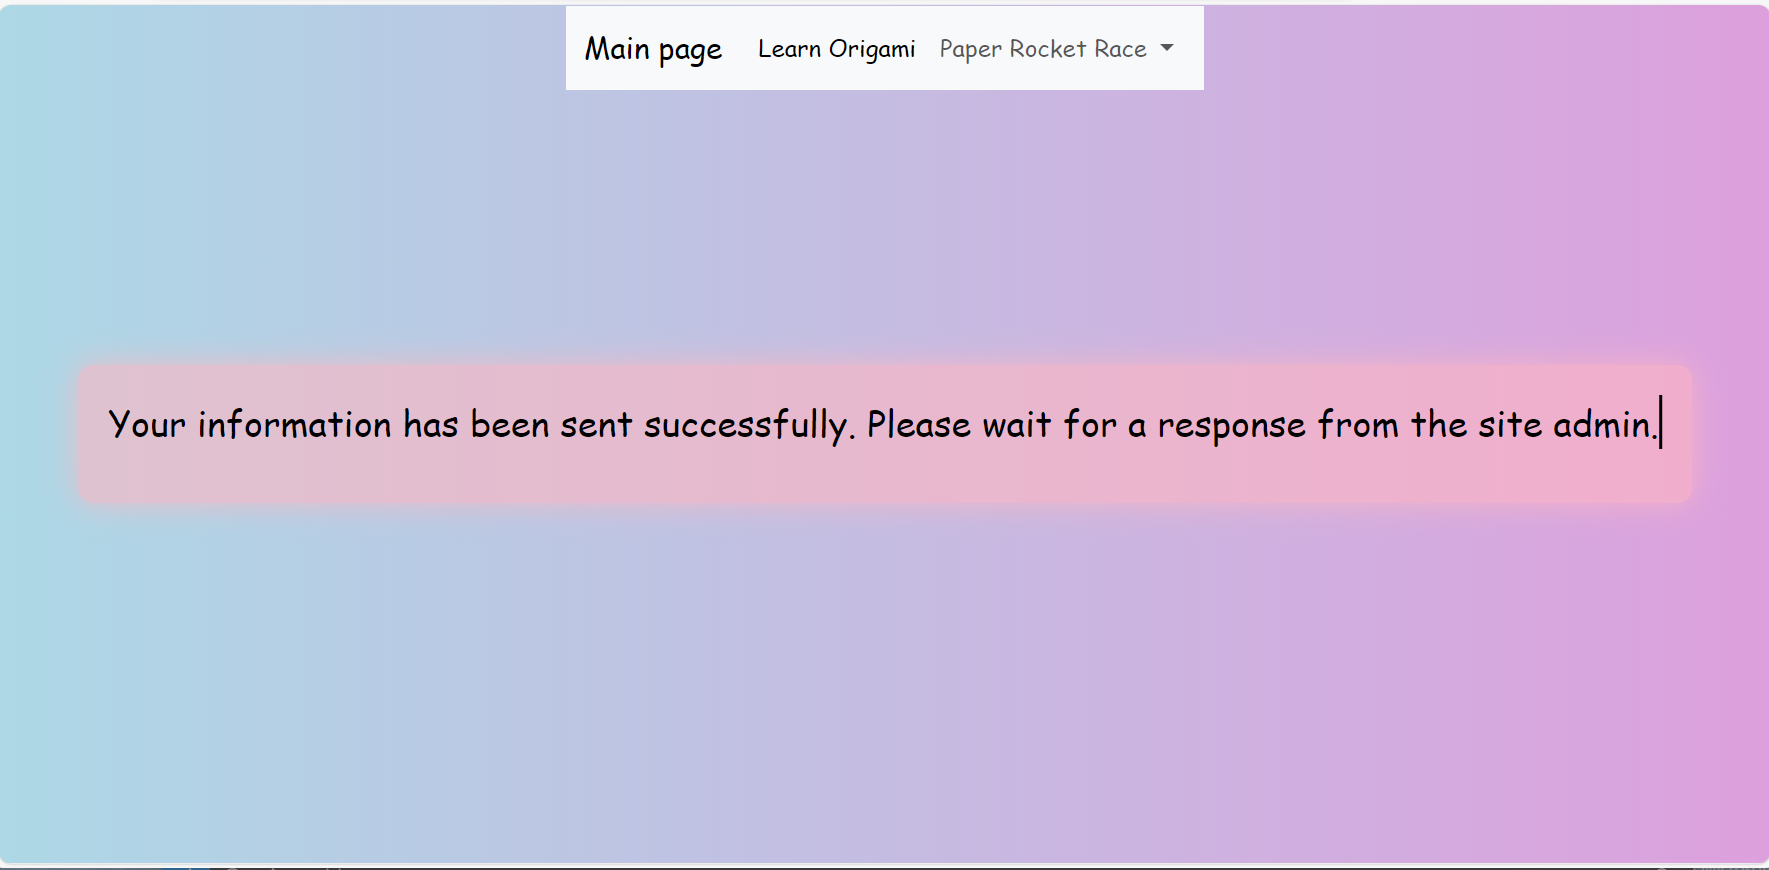 Main page Learn Origami Paper Rocket Race
Your information has been sent successfully. Please wait for a response from the site admin.